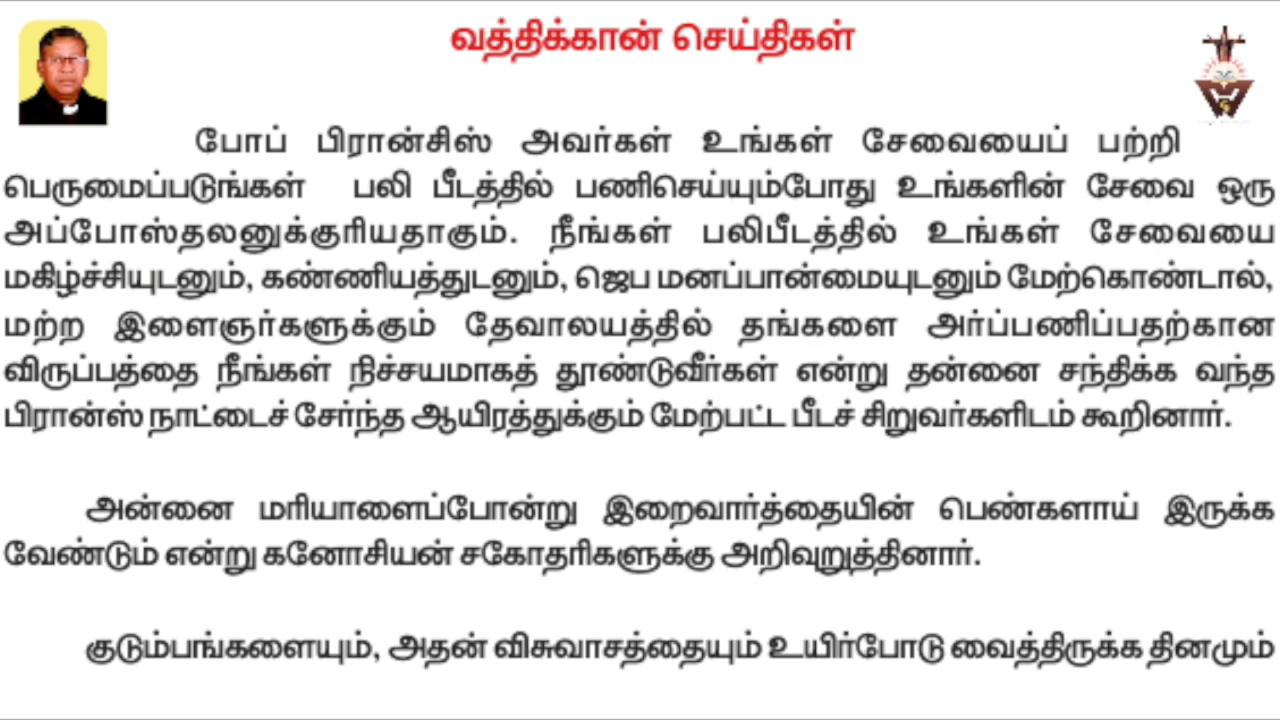 வத்திக்கான் செய்திகள்
போப் பிரான்சிஸ் அவர்கள் உங்கள் சேவையைப் பற்றி
பெருமைப்படுங்கள் பலி பீடத்தில் பணிசெய்யும்போது உங்களின் சேவை ஒரு
அப்போஸ்தலனுக்குரியதாகும். நீங்கள் பலிபீடத்தில் உங்கள் சேவையை
மகிழ்ச்சியுடனும், கண்ணியத்துடனும், ஜெப மனப்பான்மையுடனும் மேற்கொண்டால்,
மற்ற இளைஞர்களுக்கும் தேவாலயத்தில் தங்களை அர்ப்பணிப்பதற்கான
விருப்பத்தை நீங்கள் நிச்சயமாகத் தூண்டுவீர்கள் என்று தன்னை சந்திக்க வந்த
பிரான்ஸ் நாட்டைச் சேர்ந்த ஆயிரத்துக்கும் மேற்பட்ட பீடச் சிறுவர்களிடம் கூறினார்.
அன்னை மரியாளைப்போன்று இறைவார்த்தையின் பெண்களாய் இருக்க
வேண்டும் என்று கனோசியன் சகோதரிகளுக்கு அறிவுறுத்தினார்.
குடும்பங்களையும், அதன் விசுவாசத்தையும் உயிர்போடு வைத்திருக்க தினமும்